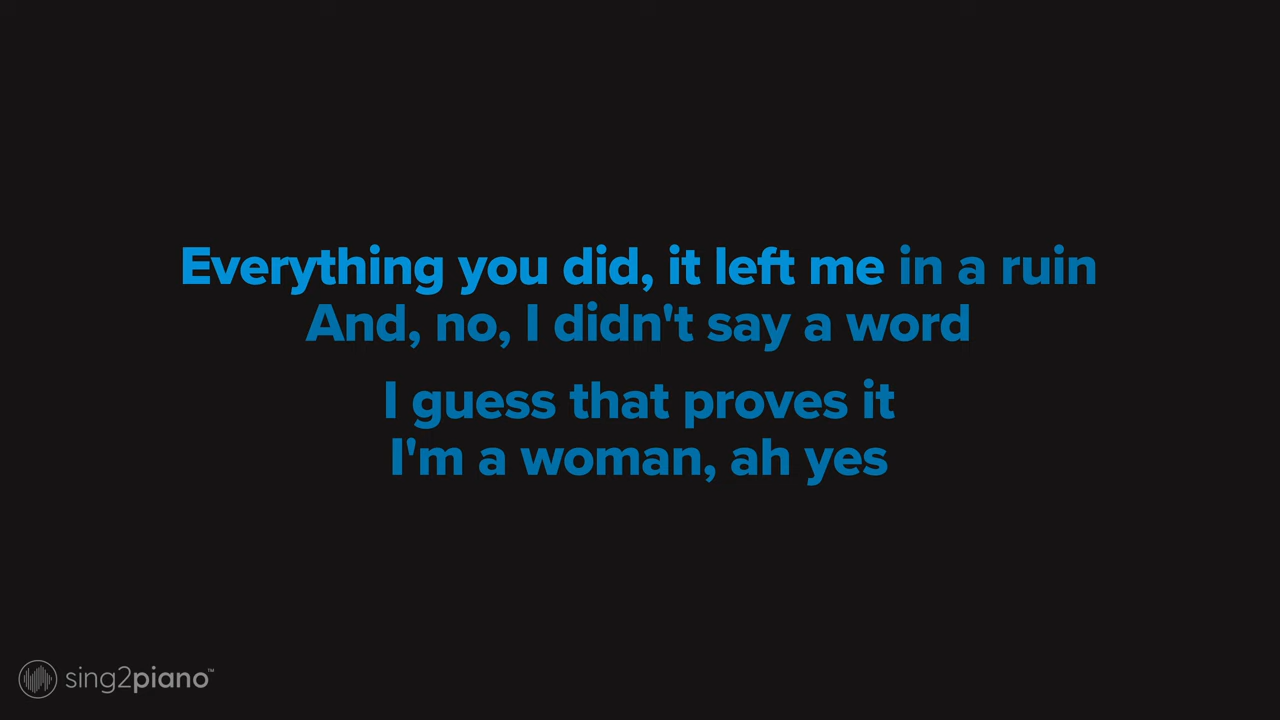 Everything you did, it left me in a ruin
And, no, I didn't say a word
I guess that proves it
I'm a woman, ah yes
sing2piano™